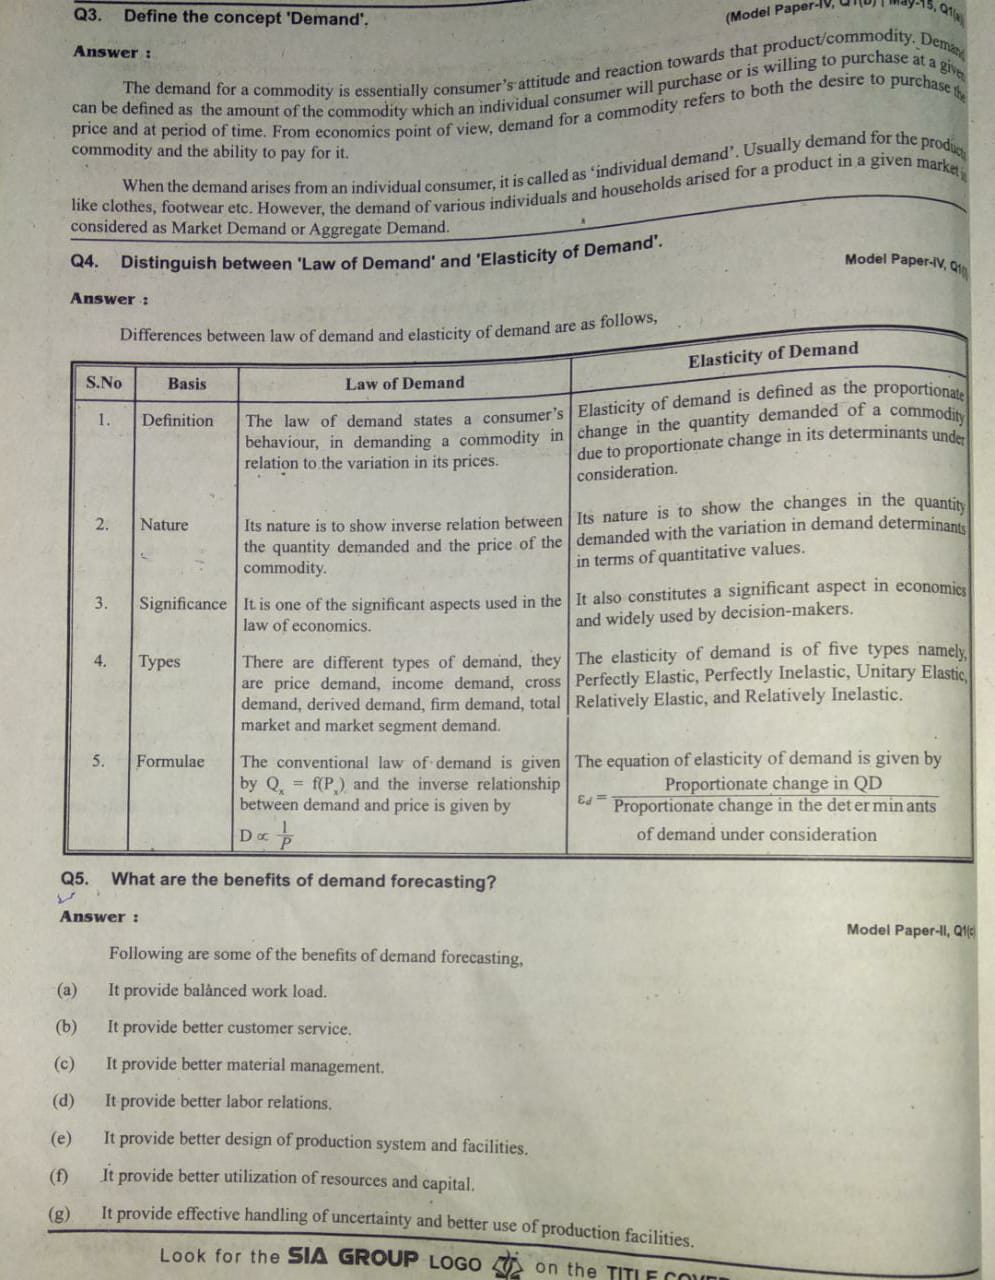 Q3. Define the concept 'Demand'.
(Model Paper-IV, Q1(b) | May-15, Q1(a)
Answer :
The demand for a commodity is essentially consumer's attitude and reaction towards that product/commodity. Demand
can be defined as the amount of the commodity which an individual consumer will purchase or is willing to purchase at a given
price and at period of time. From economics point of view, demand for a commodity refers to both the desire to purchase the
commodity and the ability to pay for it.
When the demand arises from an individual consumer, it is called as 'individual demand'. Usually demand for the products
like clothes, footwear etc. However, the demand of various individuals and households arised for a product in a given market is
considered as Market Demand or Aggregate Demand.
Q4. Distinguish between 'Law of Demand' and 'Elasticity of Demand'.
Model Paper-IV,
Answer :
Differences between law of demand and elasticity of demand are as follows,
S.No Basis Law of Demand Elasticity of Demand
1. Definition
The law of demand states a consumer's
behaviour, in demanding a commodity in
relation to the variation in its prices.
Elasticity of demand is defined as the proportionate
change in the quantity demanded of a commodity
due to proportionate change in its determinants under
consideration.
2. Nature
Its nature is to show inverse relation between
the quantity demanded and the price of the
commodity.
Its nature is to show the changes in the quantity
demanded with the variation in demand determinants
in terms of quantitative values.
3. Significance
It is one of the significant aspects used in the
law of economics.
It also constitutes a significant aspect in economics
and widely used by decision-makers.
4. Types
There are different types of demand, they
are price demand, income demand, cross
demand, derived demand, firm demand, total
market and market segment demand.
The elasticity of demand is of five types namely,
Perfectly Elastic, Perfectly Inelastic, Unitary Elastic,
Relatively Elastic, and Relatively Inelastic.
5. Formulae
The conventional law of demand is given
by Qx = f(Px) and the inverse relationship
between demand and price is given by
D ∝ 1/P
The equation of elasticity of demand is given by
εd = Proportionate change in QD
Proportionate change in the det er min ants
of demand under consideration
Q5. What are the benefits of demand forecasting?
Answer :
Model Paper-II, Q1(c)
Following are some of the benefits of demand forecasting,
(a) It provide balanced work load.
(b) It provide better customer service.
(c) It provide better material management.
(d) It provide better labor relations.
(e) It provide better design of production system and facilities.
(f) It provide better utilization of resources and capital.
(g) It provide effective handling of uncertainty and better use of production facilities.
Look for the SIA GROUP LOGO on the TITLE COVER